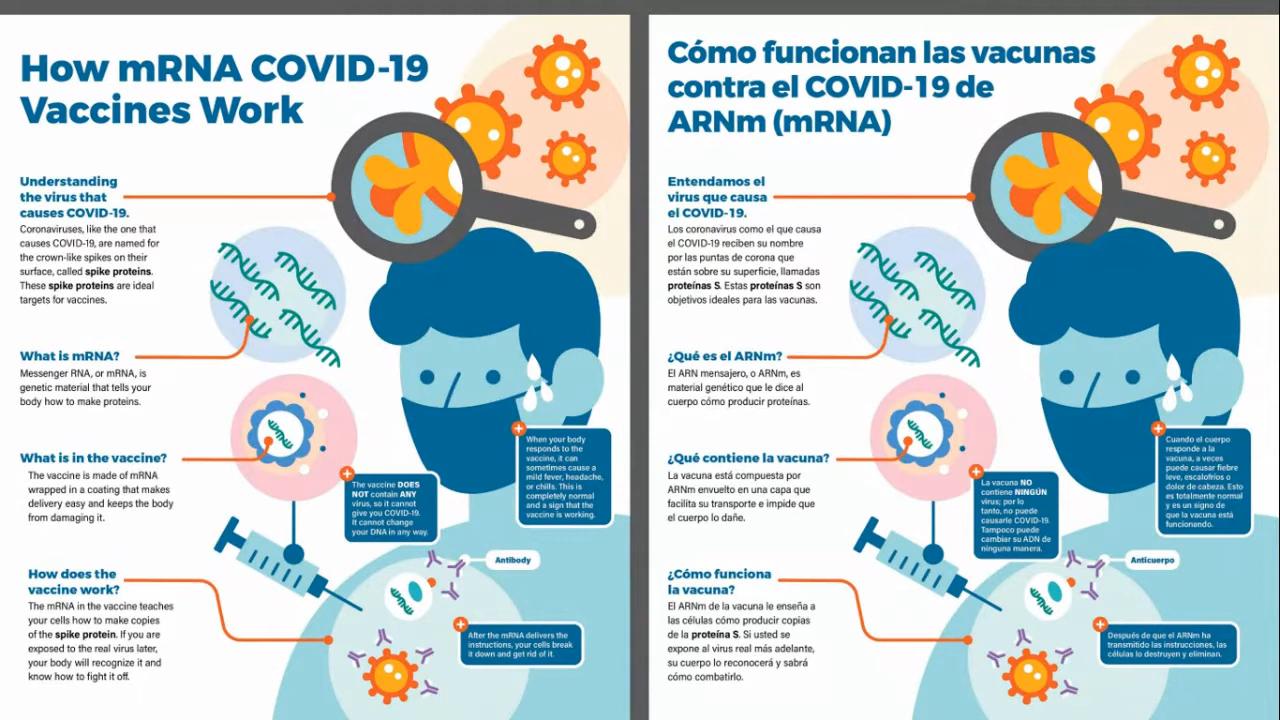 How mRNA COVID-19
Vaccines Work
Understanding
the virus that
causes COVID-19.
Coronaviruses, like the one that
causes COVID-19, are named for
the crown-like spikes on their
surface, called spike proteins.
These spike proteins are ideal
targets for vaccines.
What is mRNA?
Messenger RNA, or mRNA, is
genetic material that tells your
body how to make proteins.
What is in the vaccine?
The vaccine is made of mRNA
wrapped in a coating that makes
delivery easy and keeps the body
from damaging it.
The vaccine DOES
NOT contain ANY
virus, so it cannot
give you COVID-19.
It cannot change
your DNA in any way.
When your body
responds to the
vaccine, it can
sometimes cause a
mild fever, headache,
or chills. This is
completely normal
and a sign that the
vaccine is working.
How does the
vaccine work?
The mRNA in the vaccine teaches
your cells how to make copies
of the spike protein. If you are
exposed to the real virus later,
your body will recognize it and
know how to fight it off.
Antibody
After the mRNA delivers the
instructions, your cells break
it down and get rid of it.
Cómo funcionan las vacunas
contra el COVID-19 de
ARNm (mRNA)
Entendamos el
virus que causa
el COVID-19.
Los coronavirus como el que causa
el COVID-19 reciben su nombre
por las puntas de corona que
están sobre su superficie, llamadas
proteínas S. Estas proteínas S son
objetivos ideales para las vacunas.
¿Qué es el ARNm?
El ARN mensajero, o ARNm, es
material genético que le dice al
cuerpo cómo producir proteínas.
¿Qué contiene la vacuna?
La vacuna está compuesta por
ARNm envuelto en una capa que
facilita su transporte e impide que
el cuerpo lo dañe.
La vacuna NO
contiene NINGÚN
virus; por lo
tanto, no puede
causarle COVID-19.
Tampoco puede
cambiar su ADN de
ninguna manera.
Cuando el cuerpo
responde a la
vacuna, a veces
puede causar fiebre
leve, escalofríos o
dolor de cabeza. Esto
es totalmente normal
y es un signo de
que la vacuna está
funcionando.
¿Cómo funciona
la vacuna?
El ARNm de la vacuna le enseña a
las células cómo producir copias
de la proteína S. Si usted se
expone al virus real más adelante,
su cuerpo lo reconocerá y sabrá
cómo combatirlo.
Anticuerpo
Después de que el ARNm ha
transmitido las instrucciones, las
células lo destruyen y eliminan.